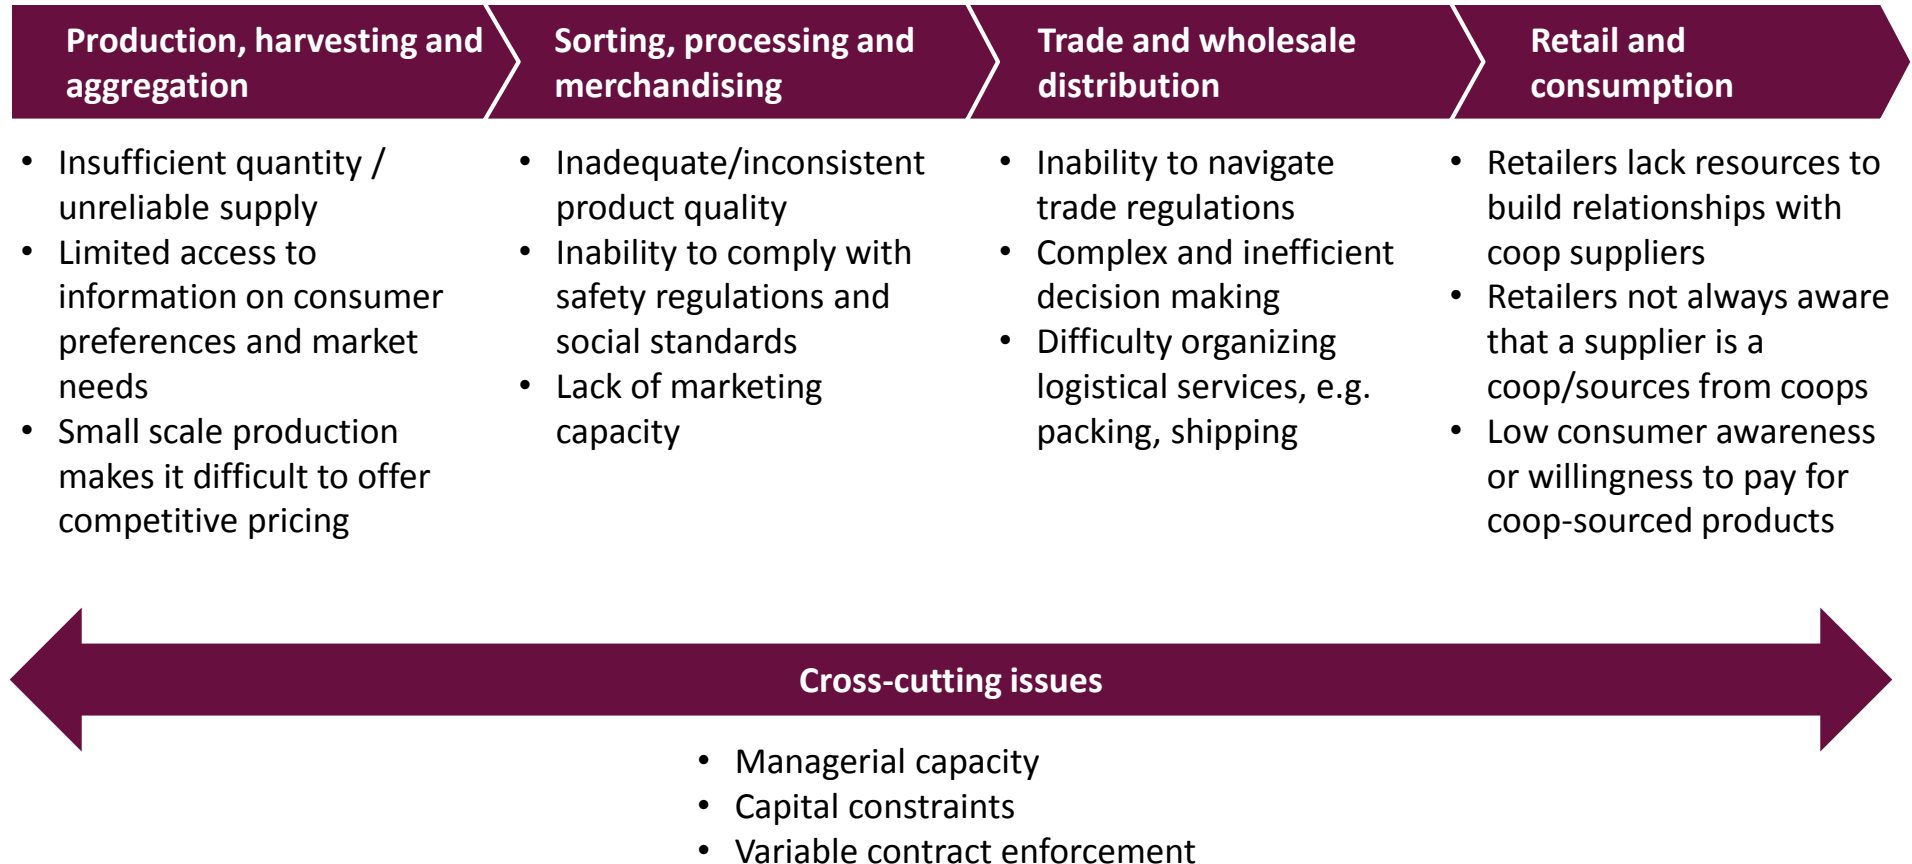 Production, harvesting and
aggregation
Sorting, processing and
merchandising
Trade and wholesale
distribution
Retail and
consumption
• Insufficient quantity /
unreliable supply
• Limited access to
information on consumer
preferences and market
needs
• Small scale production
makes it difficult to offer
competitive pricing
• Inadequate/inconsistent
product quality
• Inability to comply with
safety regulations and
social standards
• Lack of marketing
capacity
• Inability to navigate
trade regulations
• Complex and inefficient
decision making
• Difficulty organizing
logistical services, e.g.
packing, shipping
• Retailers lack resources to
build relationships with
coop suppliers
• Retailers not always aware
that a supplier is a
coop/sources from coops
• Low consumer awareness
or willingness to pay for
coop-sourced products
Cross-cutting issues
• Managerial capacity
• Capital constraints
• Variable contract enforcement